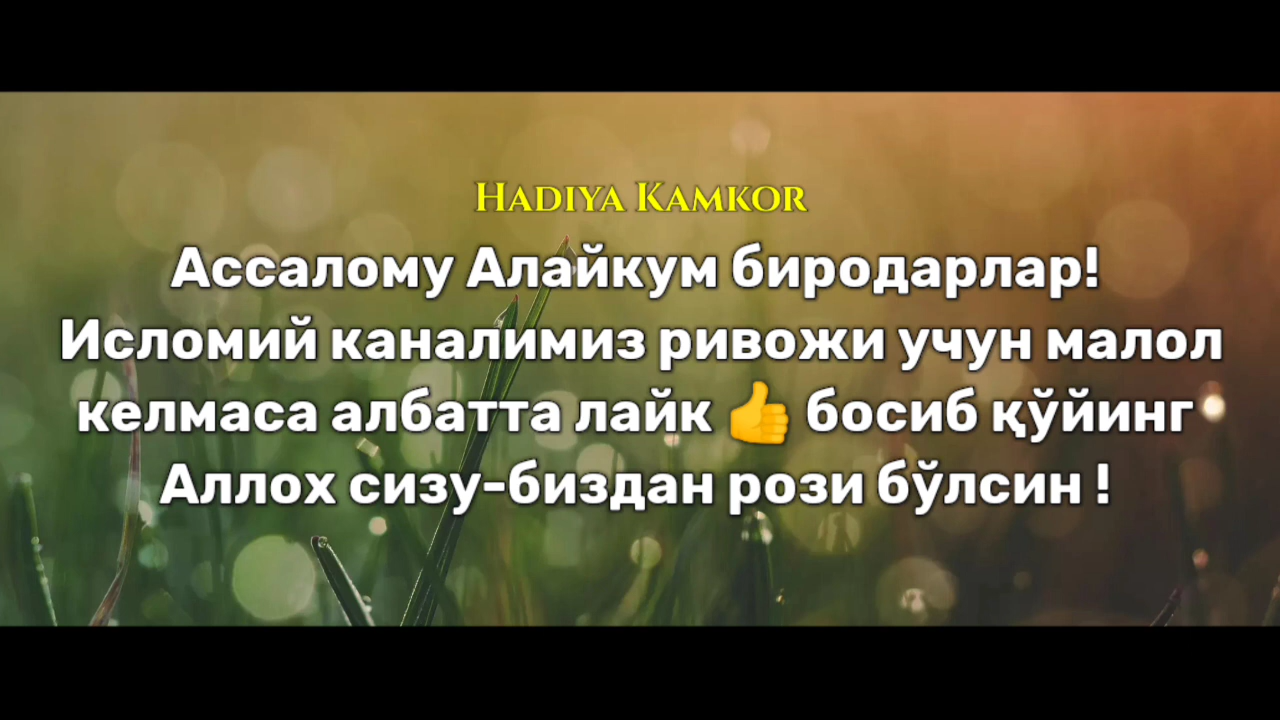 Hadiya Kamkor
Ассалому Алайкум биродарлар!
Исломий каналимиз ривожи учун малол
келмаса албатта лайк 👍 босиб қўйинг
Аллох сизу-биздан рози бўлсин !